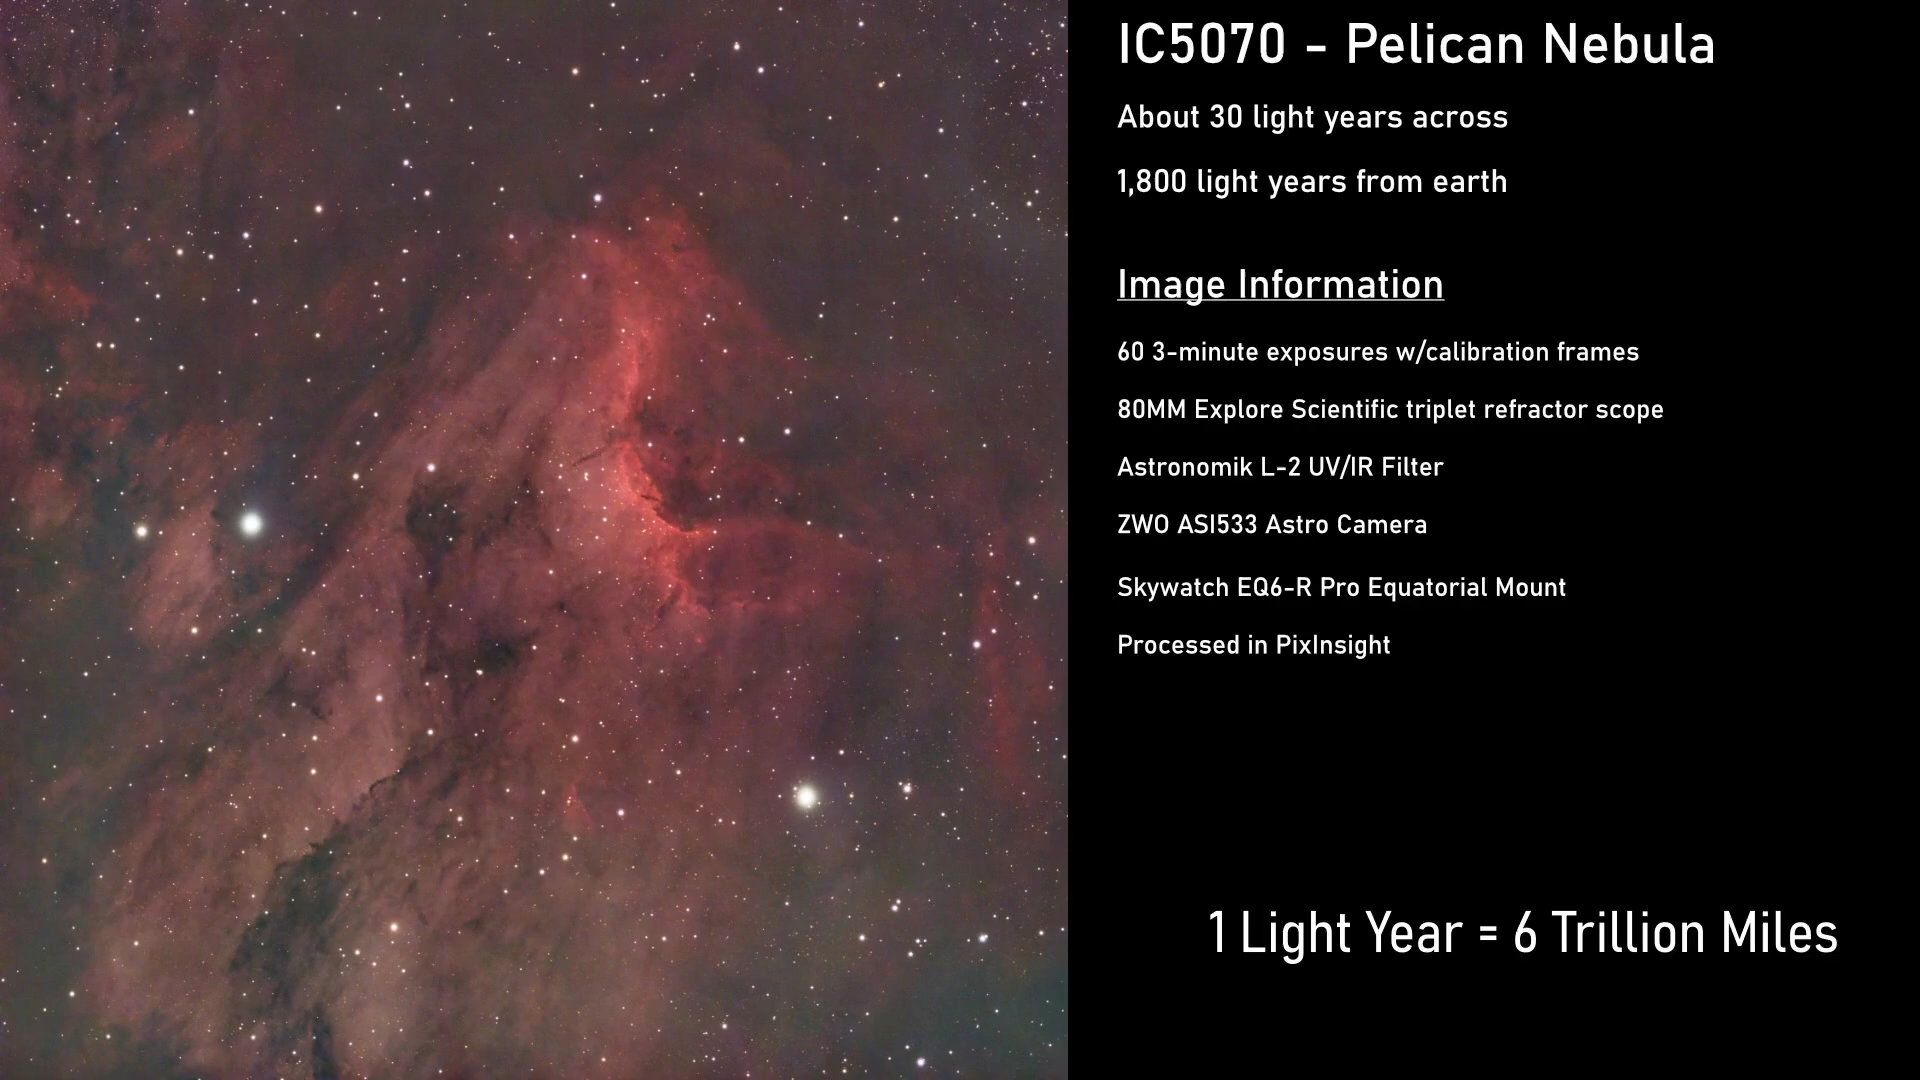 IC5070 - Pelican Nebula
About 30 light years across
1,800 light years from earth
Image Information
60 3-minute exposures w/calibration frames
80MM Explore Scientific triplet refractor scope
Astronomik L-2 UV/IR Filter
ZWO ASI533 Astro Camera
Skywatch EQ6-R Pro Equatorial Mount
Processed in PixInsight
1 Light Year = 6 Trillion Miles